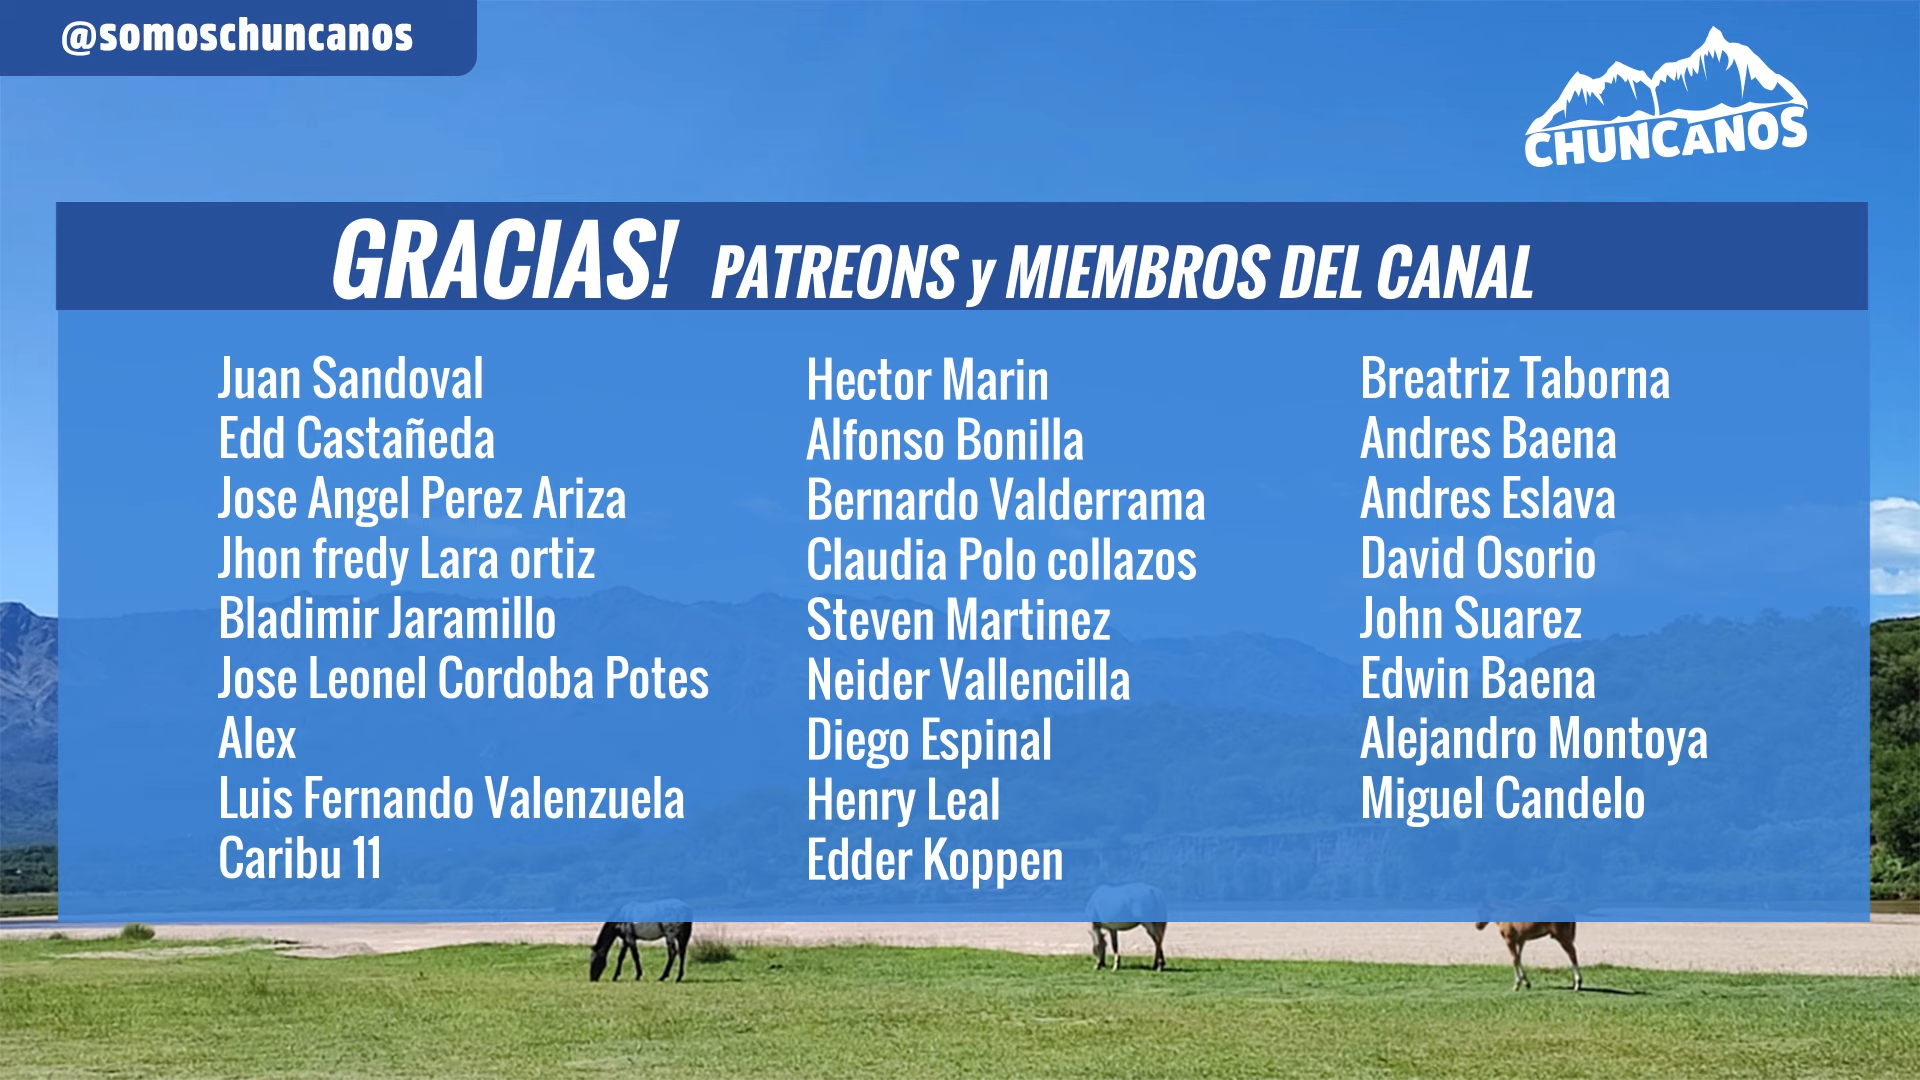 @somoschuncanos
CHUNCANOS
GRACIAS! PATREONS y MIEMBROS DEL CANAL
Juan Sandoval
Edd Castañeda
Jose Angel Perez Ariza
Jhon fredy Lara ortiz
Bladimir Jaramillo
Jose Leonel Cordoba Potes
Alex
Luis Fernando Valenzuela
Caribu 11
Hector Marin
Alfonso Bonilla
Bernardo Valderrama
Claudia Polo collazos
Steven Martinez
Neider Vallencilla
Diego Espinal
Henry Leal
Edder Koppen
Breatriz Taborna
Andres Baena
Andres Eslava
David Osorio
John Suarez
Edwin Baena
Alejandro Montoya
Miguel Candelo